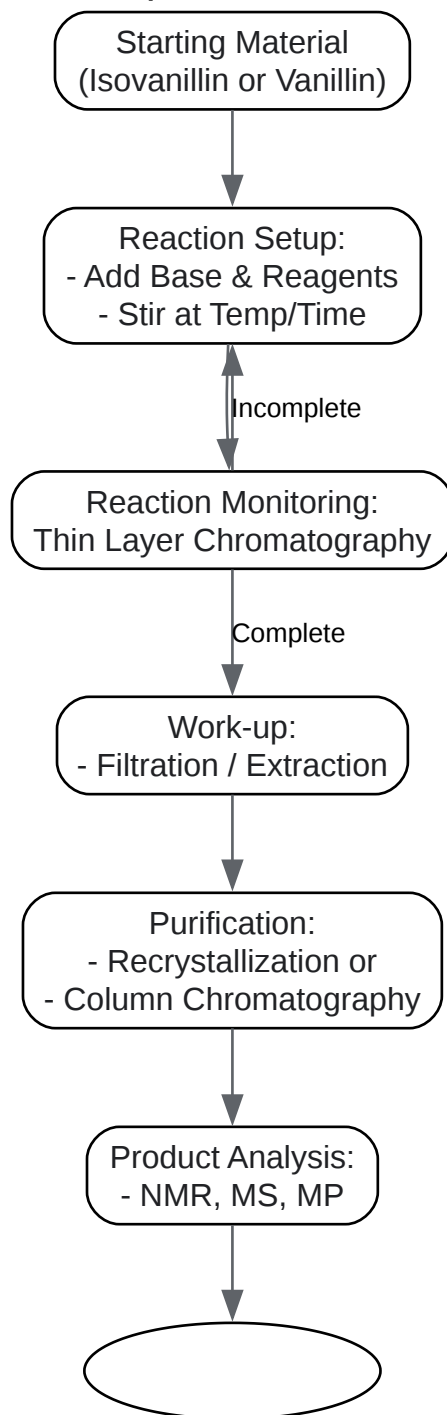 Starting Material
(Isovanillin or Vanillin)
Reaction Setup:
- Add Base & Reagents
- Stir at Temp/Time
Incomplete
Reaction Monitoring:
Thin Layer Chromatography
Complete
Work-up:
- Filtration / Extraction
Purification:
- Recrystallization or
- Column Chromatography
Product Analysis:
- NMR, MS, MP